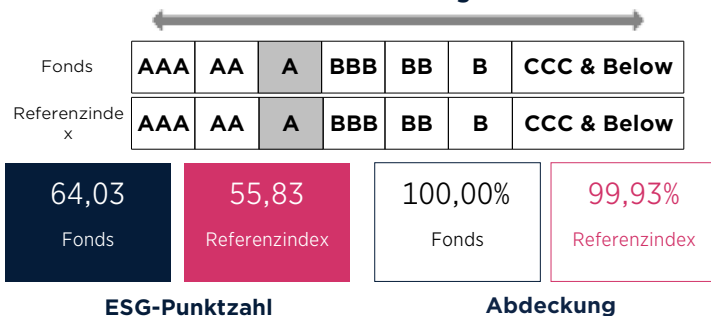 Fonds AAA AA A BBB BB B CCC & Below
Referenzinde
x AAA AA A BBB BB B CCC & Below
64,03 55,83 100,00% 99,93%
Fonds Referenzindex Fonds Referenzindex
ESG-Punktzahl Abdeckung